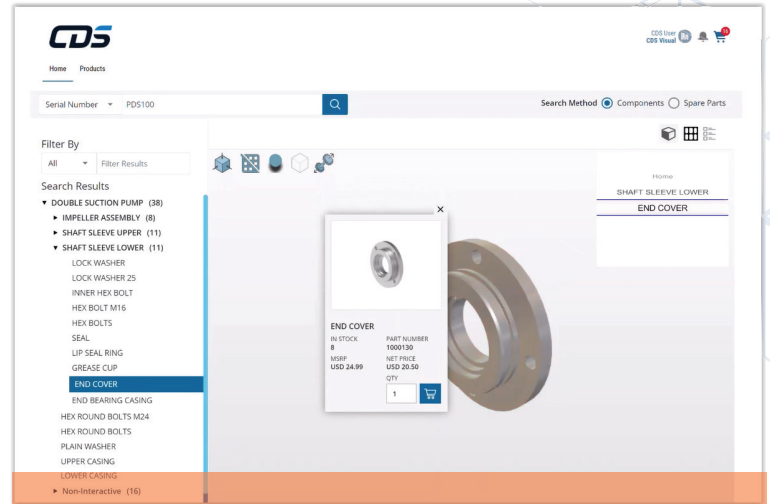 CDS
CDS User
CDS Visual
Home Products
Serial Number PDS100
Search Method Components Spare Parts
Filter By
All Filter Results
Search Results
DOUBLE SUCTION PUMP (38)
IMPELLER ASSEMBLY (8)
SHAFT SLEEVE UPPER (11)
SHAFT SLEEVE LOWER (11)
LOCK WASHER
LOCK WASHER 25
INNER HEX BOLT
HEX BOLT M16
HEX BOLTS
SEAL
LIP SEAL RING
GREASE CUP
END COVER
END BEARING CASING
HEX ROUND BOLTS M24
HEX ROUND BOLTS
PLAIN WASHER
UPPER CASING
LOWER CASING
Non-Interactive (16)
Home
SHAFT SLEEVE LOWER
END COVER
END COVER
IN STOCK PART NUMBER
8 1000130
MSRP NET PRICE
USD 24.99 USD 20.50
QTY
1